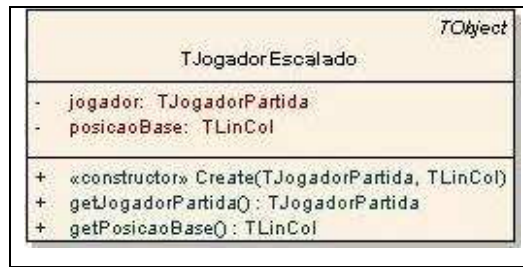 TObject
TJogadorEscalado
- jogador: TJogadorPartida
- posicaoBase: TLinCol
+ «constructor» Create(TJogadorPartida, TLinCol)
+ getJogadorPartida() : TJogadorPartida
+ getPosicaoBase() : TLinCol